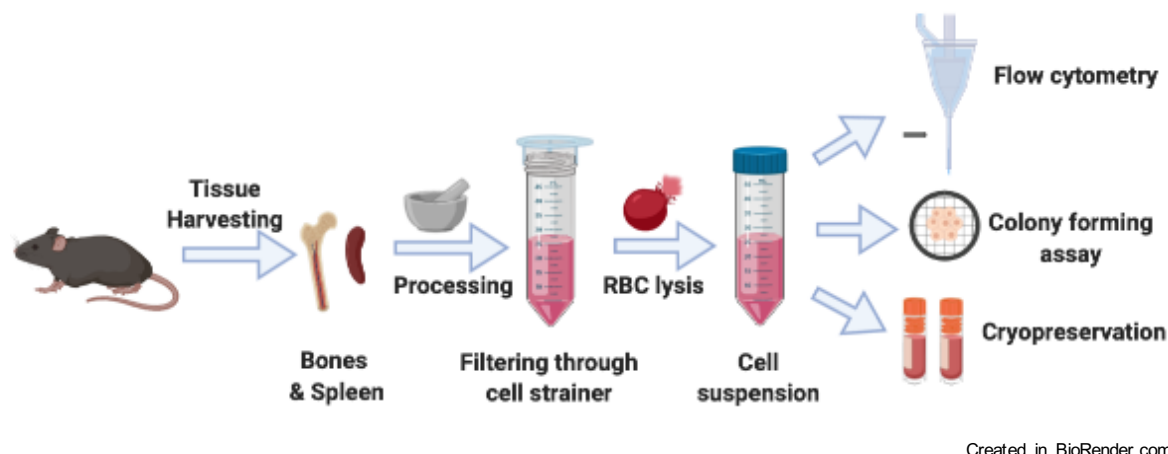 Tissue
Harvesting
Bones
& Spleen
Processing
Filtering through
cell strainer
RBC lysis
Cell
suspension
Flow cytometry
Colony forming
assay
Cryopreservation
Created in BioRender.com